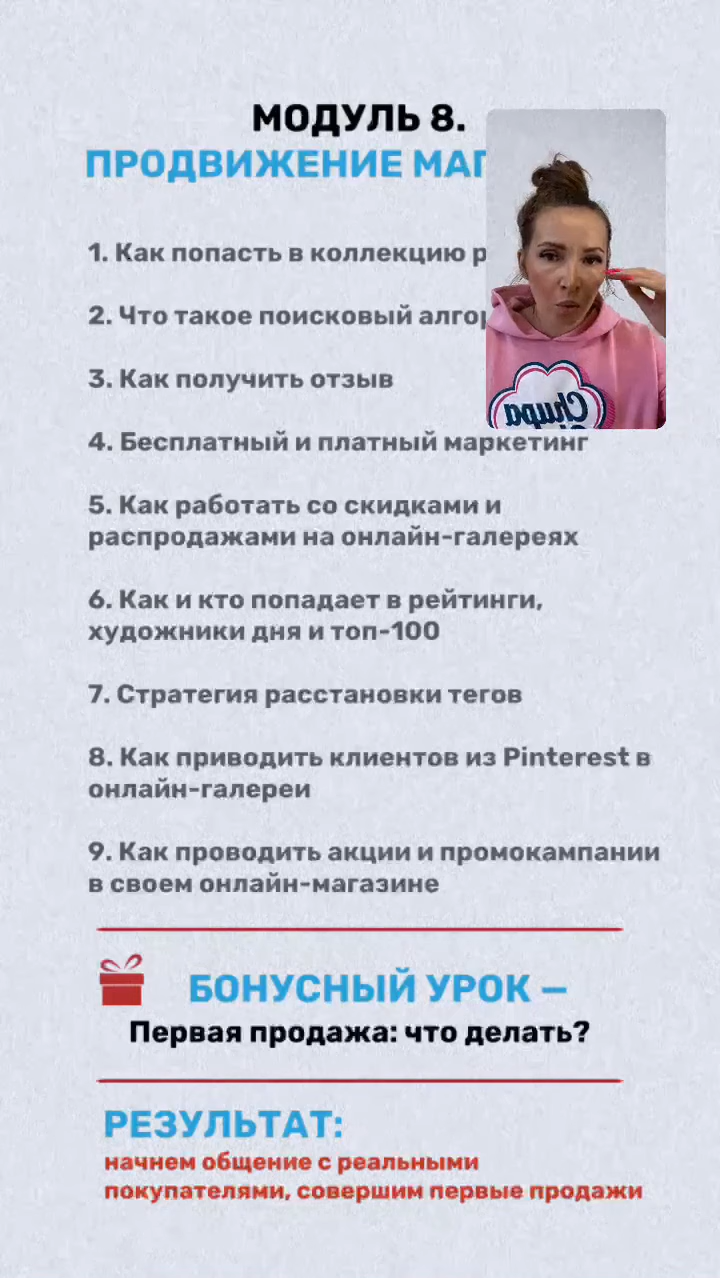 МОДУЛЬ 8.
ПРОДВИЖЕНИЕ
1. Как попасть в коллекцию
2. Что такое поисковый
3. Как получить отзыв
4. Бесплатный и платный маркетинг
5. Как работать со скидками и
распродажами на онлайн-галереях
6. Как и кто попадает в рейтинги,
художники дня и топ-100
7. Стратегия расстановки тегов
8. Как приводить клиентов из Pinterest в
онлайн-галереи
9. Как проводить акции и промокампании
в своем онлайн-магазине
БОНУСНЫЙ УРОК —
Первая продажа: что делать?
РЕЗУЛЬТАТ:
начнем общение с реальными
покупателями, совершим первые продажи
Chupa